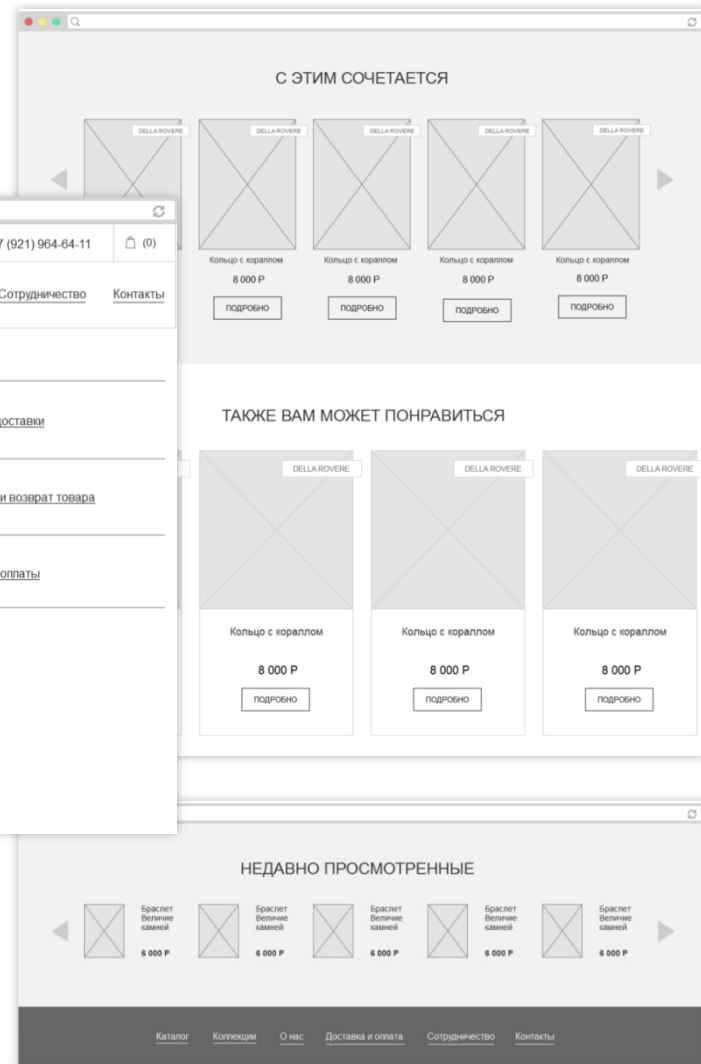 С ЭТИМ СОЧЕТАЕТСЯ
DELLA ROVERE DELLA ROVERE DELLA ROVERE DELLA ROVERE DELLA ROVERE
Кольцо с кораллом Кольцо с кораллом Кольцо с кораллом Кольцо с кораллом
8 000 Р 8 000 Р 8 000 Р 8 000 Р
ПОДРОБНО ПОДРОБНО ПОДРОБНО ПОДРОБНО
7 (921) 964-64-11 (0)
Сотрудничество Контакты
доставки
и возврат товара
оплаты
ТАКЖЕ ВАМ МОЖЕТ ПОНРАВИТЬСЯ
DELLA ROVERE DELLA ROVERE DELLA ROVERE
Кольцо с кораллом Кольцо с кораллом Кольцо с кораллом
8 000 Р 8 000 Р 8 000 Р
ПОДРОБНО ПОДРОБНО ПОДРОБНО
НЕДАВНО ПРОСМОТРЕННЫЕ
Браслет Браслет Браслет Браслет Браслет
Величие Величие Величие Величие Величие
камней камней камней камней камней
6 000 Р 6 000 Р 6 000 Р 6 000 Р 6 000 Р
Каталог Коллекции О нас Доставка и оплата Сотрудничество Контакты